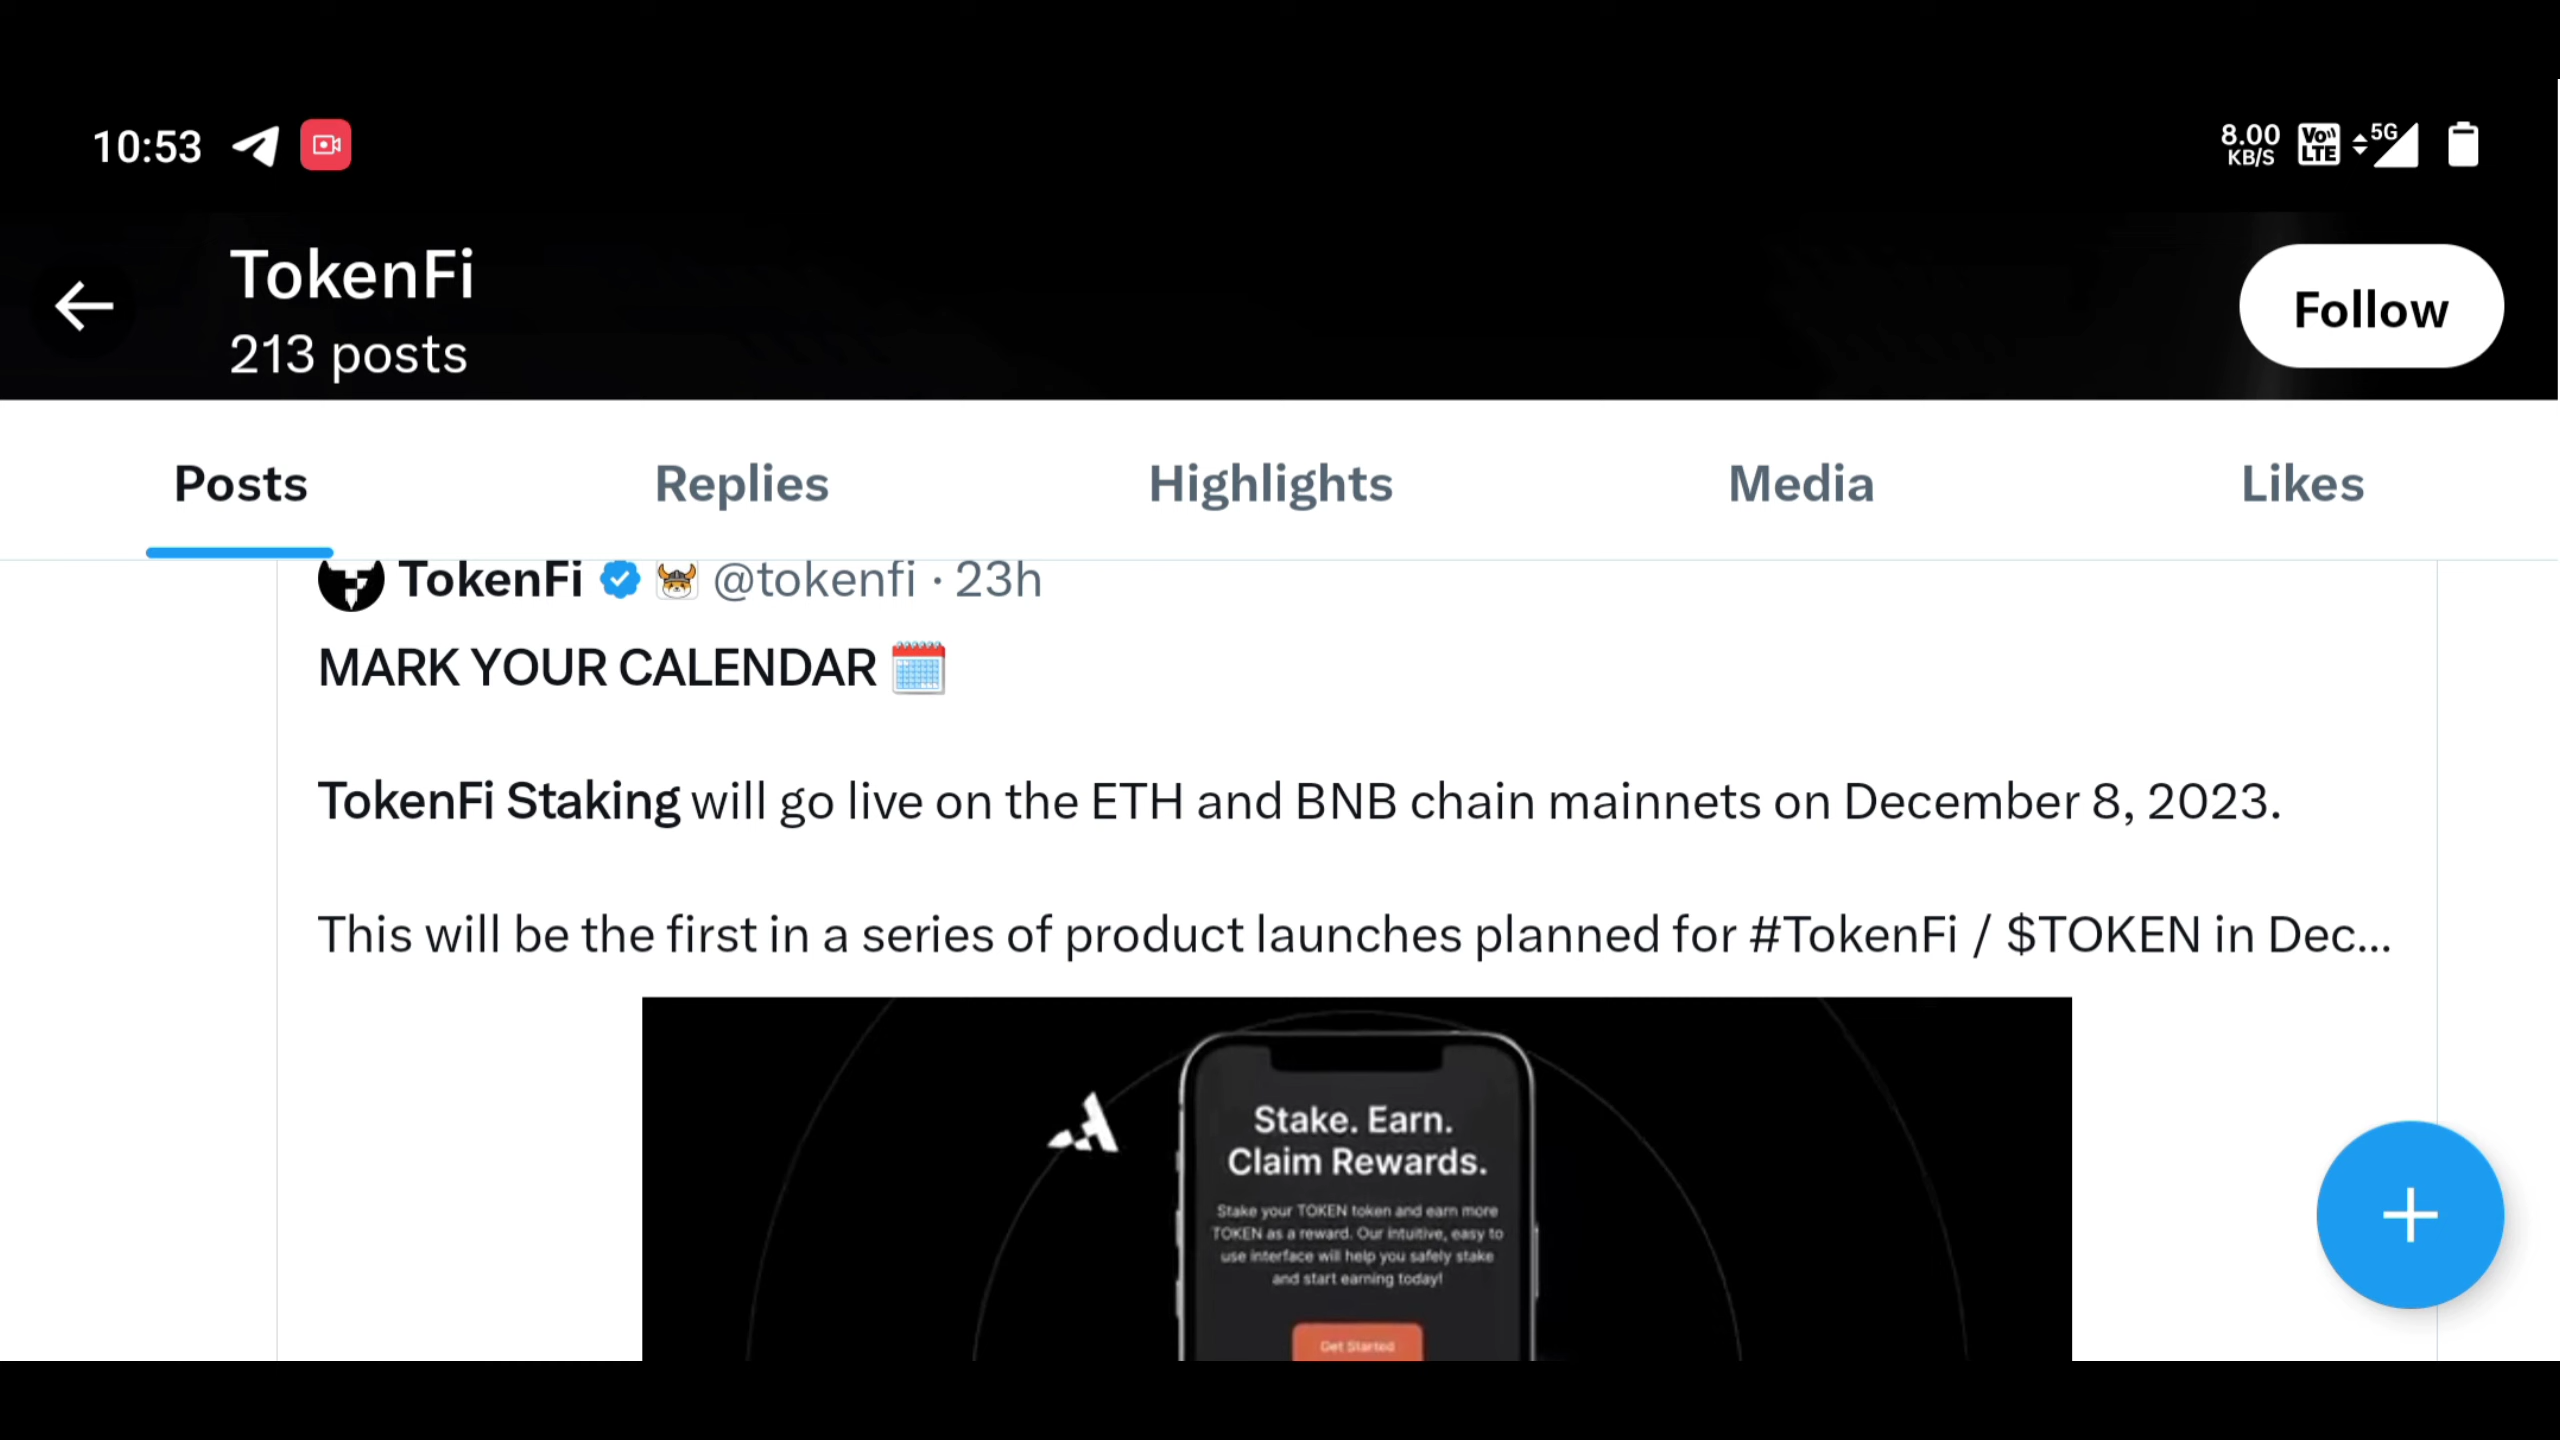 10:53
8.00
KB/S
Vo))
LTE
5G
TokenFi
213 posts
Follow
Posts
Replies
Highlights
Media
Likes
TokenFi @tokenfi · 23h
MARK YOUR CALENDAR
TokenFi Staking will go live on the ETH and BNB chain mainnets on December 8, 2023.
This will be the first in a series of product launches planned for #TokenFi / $TOKEN in Dec...
Stake. Earn.
Claim Rewards.
Stake your TOKEN token and earn more
TOKEN as a reward. Our intuitive, easy to
use interface will help you safely stake
and start earning today!
Get Started